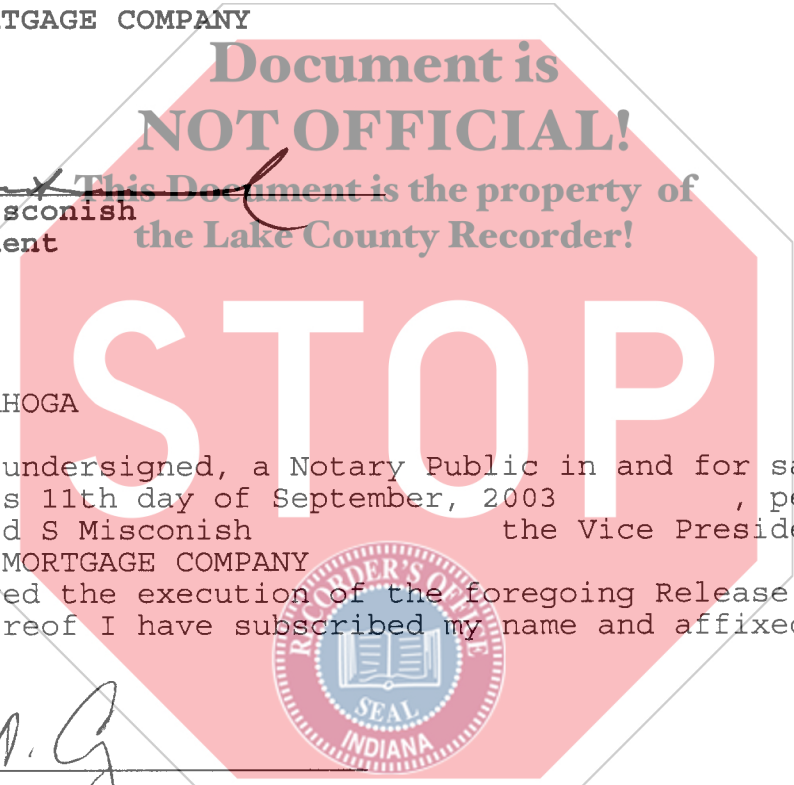 TGAGE COMPANY
Document is
NOT OFFICIAL!
This Document is the property of
sconish
the Lake County Recorder!
ent
STOP
HOGA
undersigned, a Notary Public in and for sa
s 11th day of September, 2003 , pe
d S Misconish the Vice Preside
MORTGAGE COMPANY
ed the execution of the foregoing Release
reof I have subscribed my name and affixed
RECORDER'S OFFICE
SEAL
INDIANA